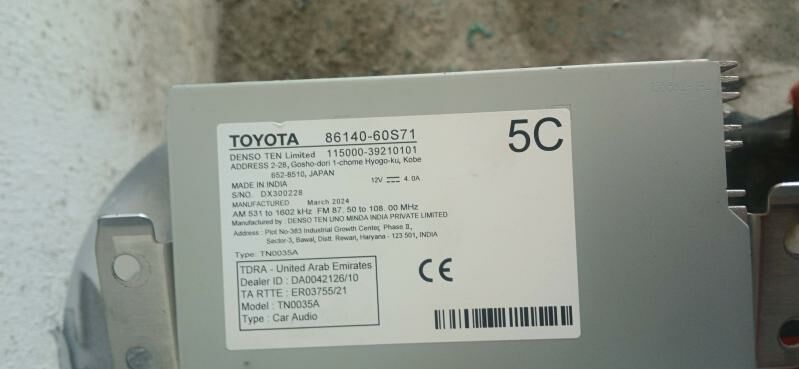 TOYOTA 86140-60S71 5C
DENSO TEN Limited 115000-39210101
ADDRESS 2-28, Gosho-dori 1-chome Hyogo-ku, Kobe
652-8510, JAPAN
MADE IN INDIA 12V 4.0A
S/NO. DX300228
MANUFACTURED March 2024
AM 531 to 1602 kHz FM 87.50 to 108.00 MHz
Manufactured by : DENSO TEN UNO MINDA INDIA PRIVATE LIMITED
Address : Plot No-383 Industrial Growth Center, Phase II,
Sector-3, Bawal, Distt. Rewari, Haryana - 123 501, INDIA
Type: TN0035A
TDRA - United Arab Emirates
Dealer ID : DA0042126/10
TA RTTE : ER03755/21
Model : TN0035A
Type : Car Audio
CE